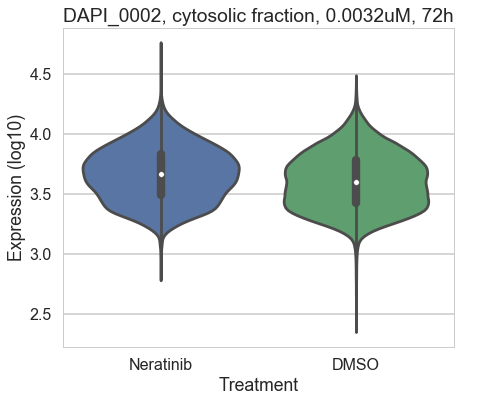 DAPI_0002, cytosolic fraction, 0.0032uM, 72h
4.5
4.0
3.5
3.0
2.5
Expression (log10)
Neratinib
DMSO
Treatment